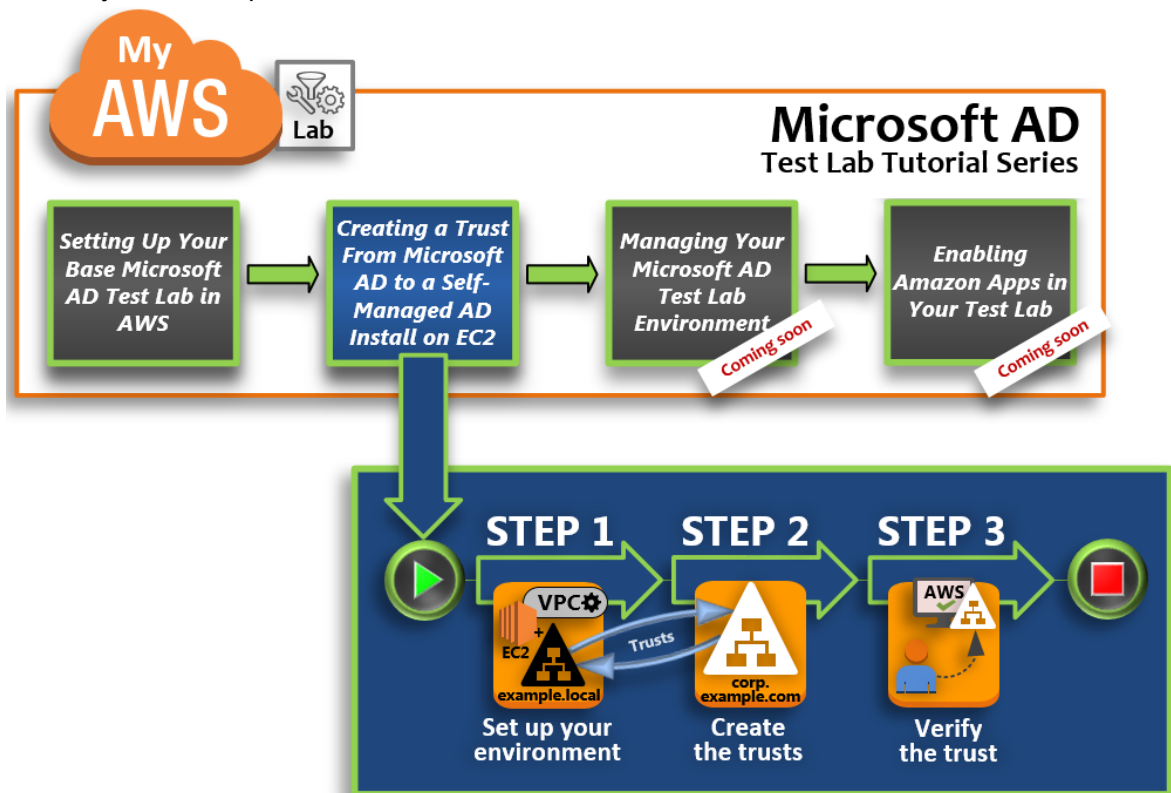 My
AWS
Lab
Microsoft AD
Test Lab Tutorial Series
Setting Up Your
Base Microsoft
AD Test Lab in
AWS
Creating a Trust
From Microsoft
AD to a Self-
Managed AD
Install on EC2
Managing Your
Microsoft AD
Test Lab
Environment
Coming soon
Enabling
Amazon Apps in
Your Test Lab
Coming soon
STEP 1
STEP 2
STEP 3
VPC
EC2
+
example.local
Trusts
corp.
example.com
AWS
Set up your
environment
Create
the trusts
Verify
the trust